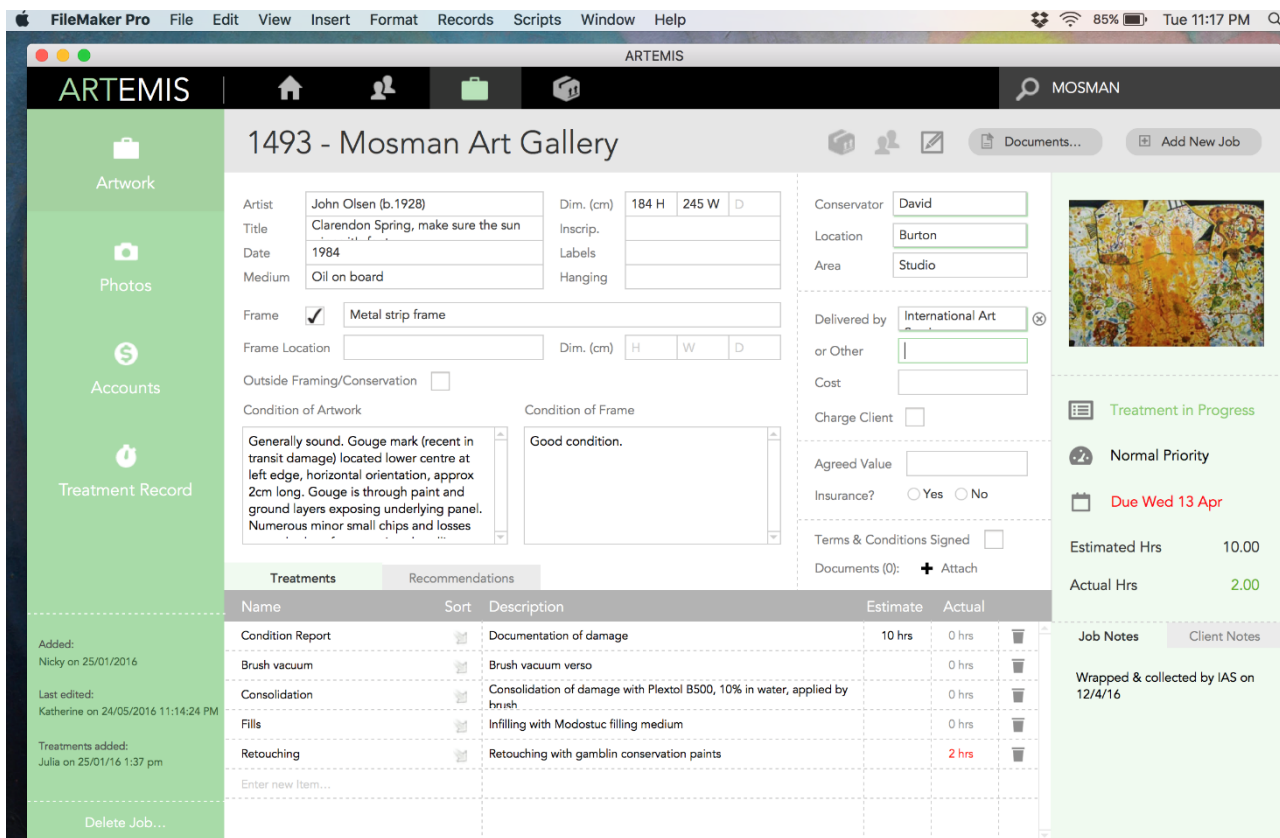 FileMaker Pro File Edit View Insert Format Records Scripts Window Help 85% Tue 11:17 PM
ARTEMIS
ARTEMIS MOSMAN
1493 - Mosman Art Gallery Documents... Add New Job
Artwork
Photos
Accounts
Treatment Record
Added:
Nicky on 25/01/2016
Last edited:
Katherine on 24/05/2016 11:14:24 PM
Treatments added:
Julia on 25/01/16 1:37 pm
Delete Job...
Artist John Olsen (b.1928) Dim. (cm) 184 H 245 W D
Title Clarendon Spring, make sure the sun Inscrip.
Date 1984 Labels
Medium Oil on board Hanging
Frame Metal strip frame
Frame Location Dim. (cm) H W D
Outside Framing/Conservation
Condition of Artwork Condition of Frame
Generally sound. Gouge mark (recent in
transit damage) located lower centre at
left edge, horizontal orientation, approx
2cm long. Gouge is through paint and
ground layers exposing underlying panel.
Numerous minor small chips and losses
Good condition.
Conservator David
Location Burton
Area Studio
Delivered by International Art
or Other
Cost
Charge Client
Agreed Value
Insurance? Yes No
Terms & Conditions Signed
Documents (0): Attach
Treatment in Progress
Normal Priority
Due Wed 13 Apr
Estimated Hrs 10.00
Actual Hrs 2.00
Job Notes Client Notes
Wrapped & collected by IAS on
12/4/16
Treatments Recommendations
Name Sort Description Estimate Actual
Condition Report Documentation of damage 10 hrs 0 hrs
Brush vacuum Brush vacuum verso 0 hrs
Consolidation Consolidation of damage with Plextol B500, 10% in water, applied by
brush 0 hrs
Fills Infilling with Modostuc filling medium 0 hrs
Retouching Retouching with gamblin conservation paints 2 hrs
Enter new Item...